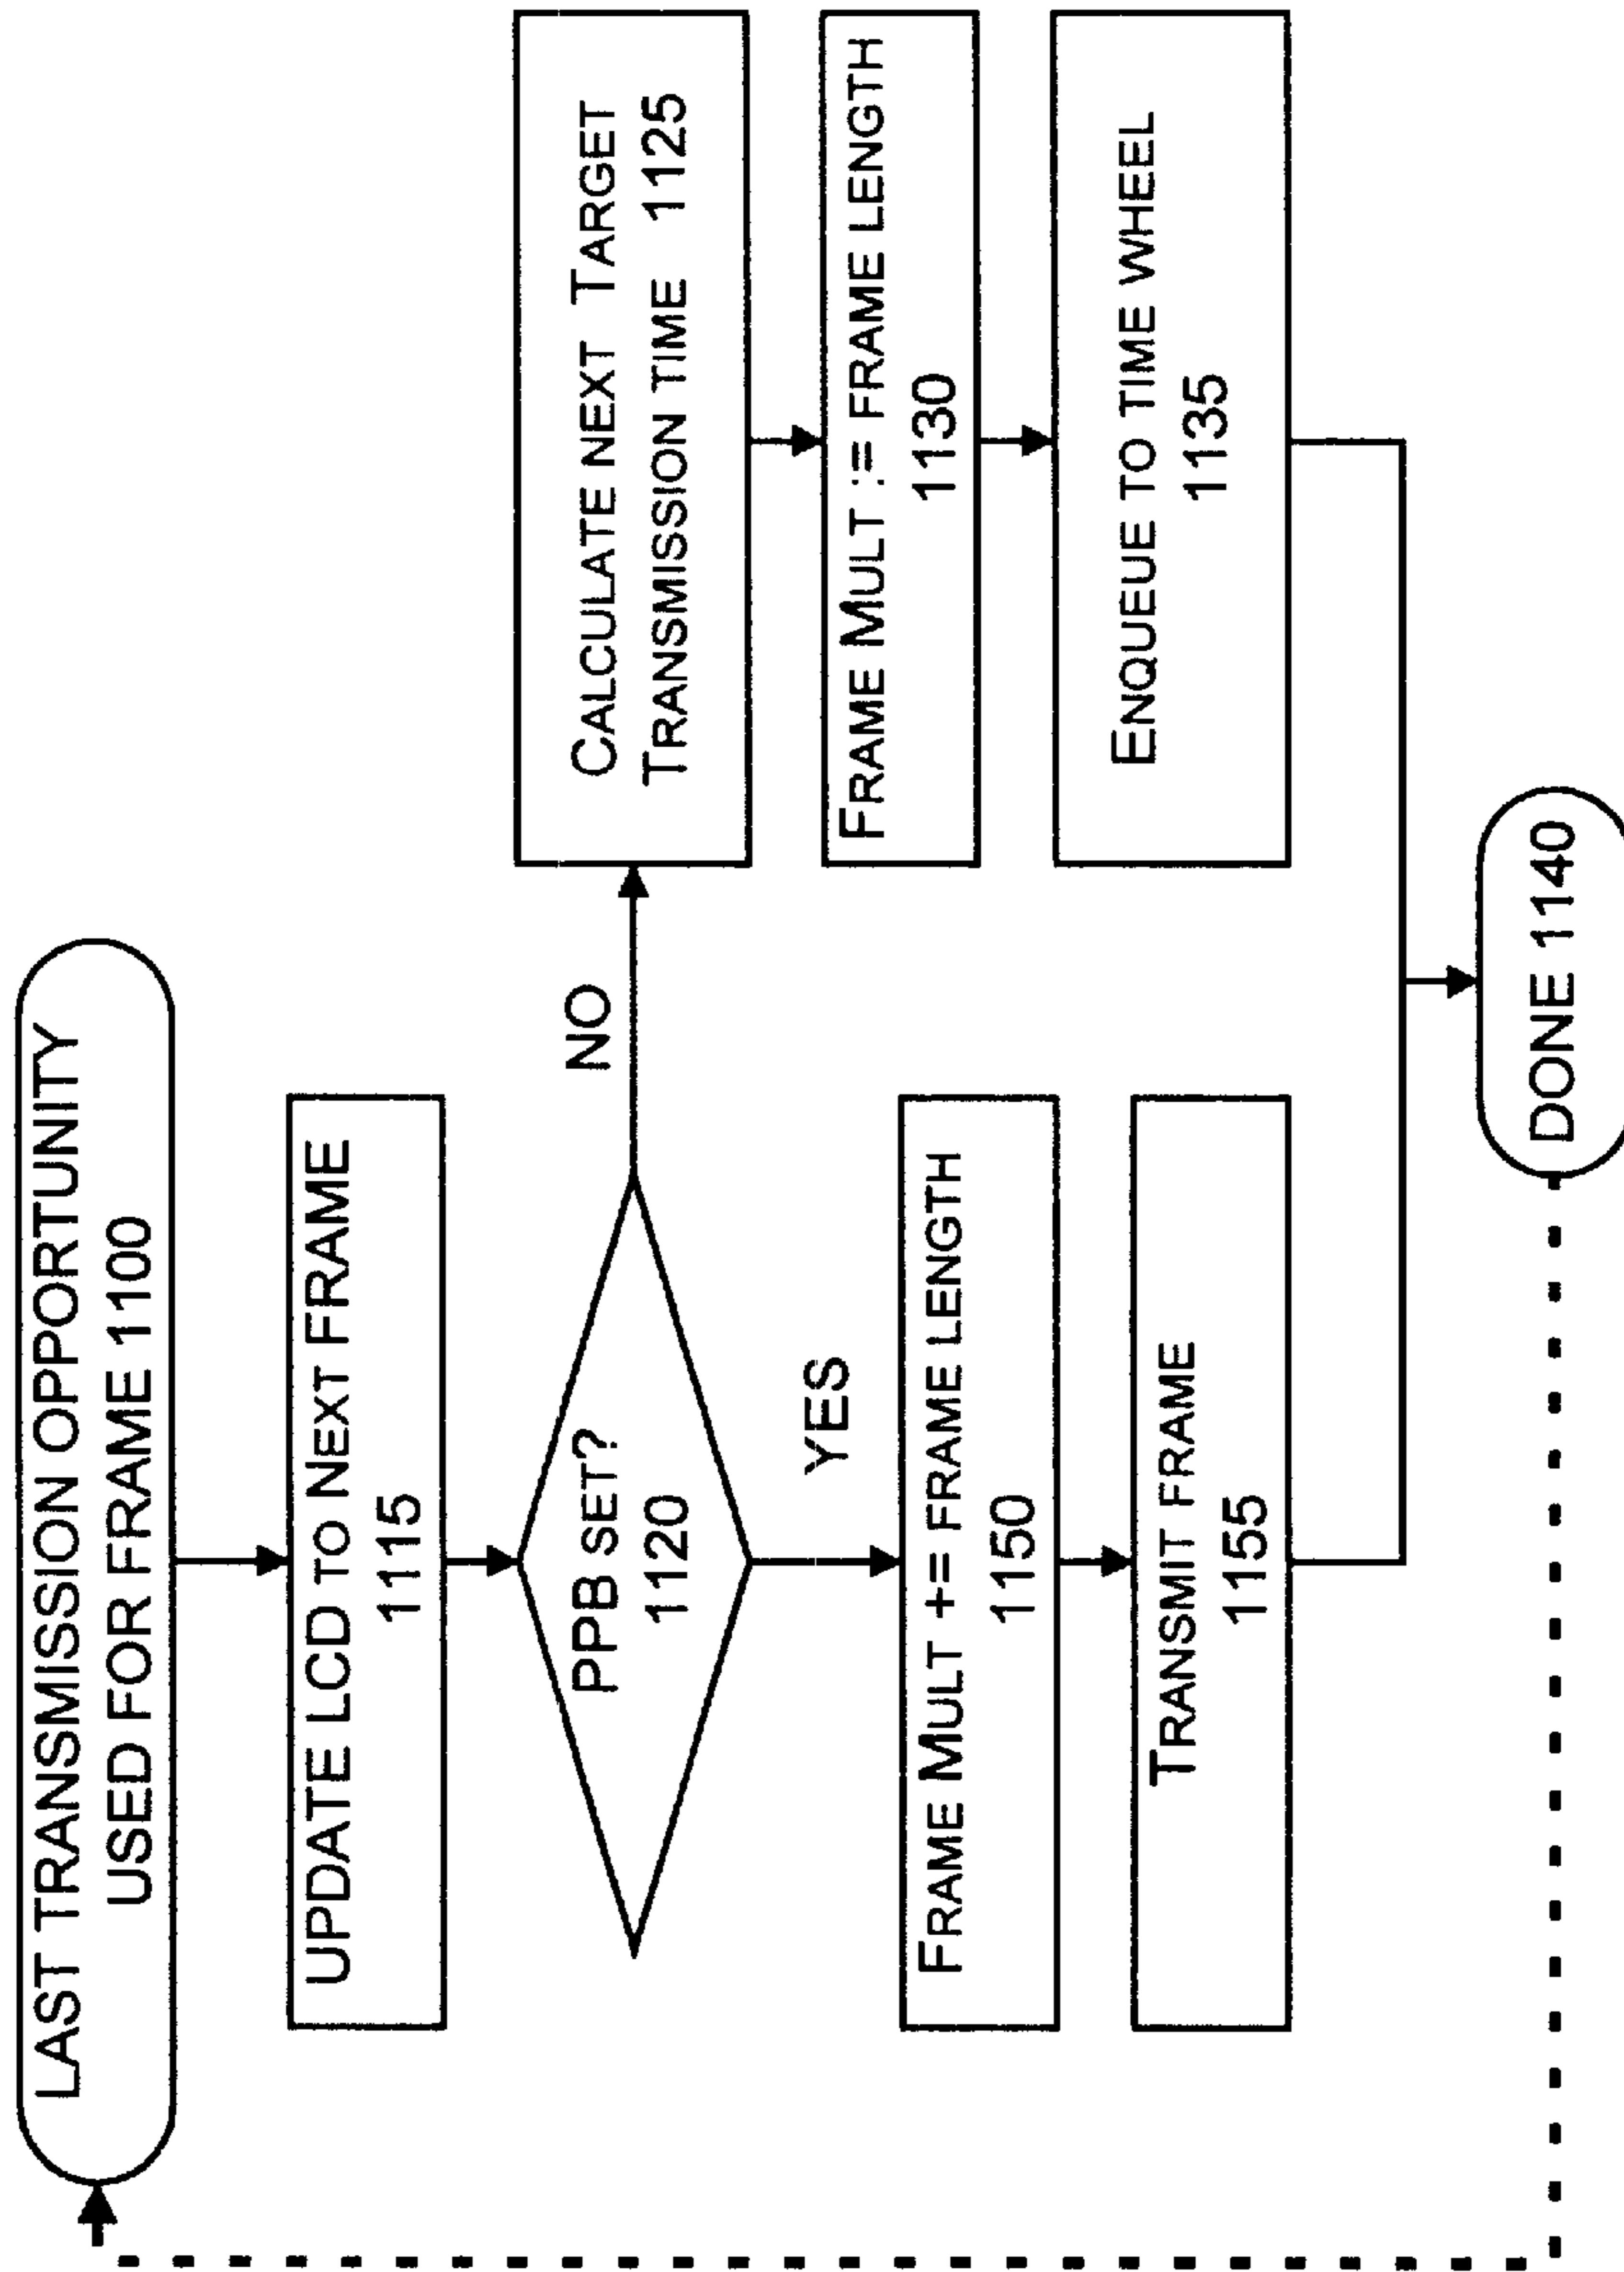 LAST TRANSMISSION OPPORTUNITY
USED FOR FRAME 1100
UPDATE LCD TO NEXT FRAME
1115
PPB SET?
1120
NO
YES
CALCULATE NEXT TARGET
TRANSMISSION TIME 1125
FRAME MULT := FRAME LENGTH
1130
ENQUEUE TO TIME WHEEL
1135
FRAME MULT += FRAME LENGTH
1150
TRANSMIT FRAME
1155
DONE 1140